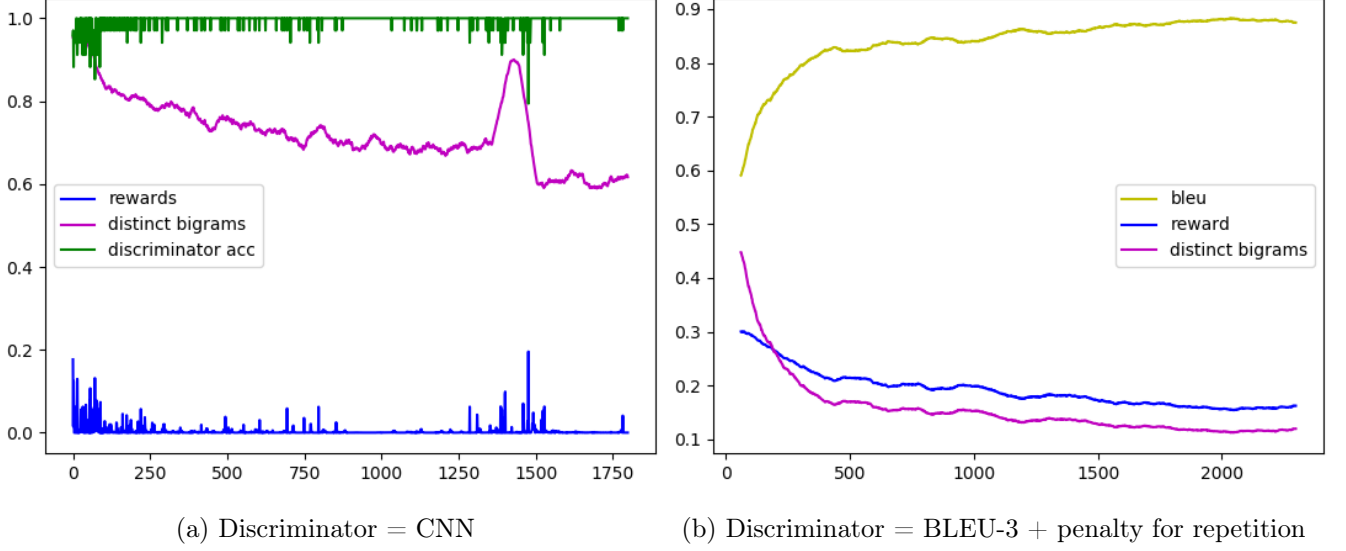 1.0
0.8
0.6
0.4
0.2
0.0
rewards
distinct bigrams
discriminator acc
0 250 500 750 1000 1250 1500 1750
(a) Discriminator = CNN
0.9
0.8
0.7
0.6
0.5
0.4
0.3
0.2
0.1
bleu
reward
distinct bigrams
0 500 1000 1500 2000
(b) Discriminator = BLEU-3 + penalty for repetition